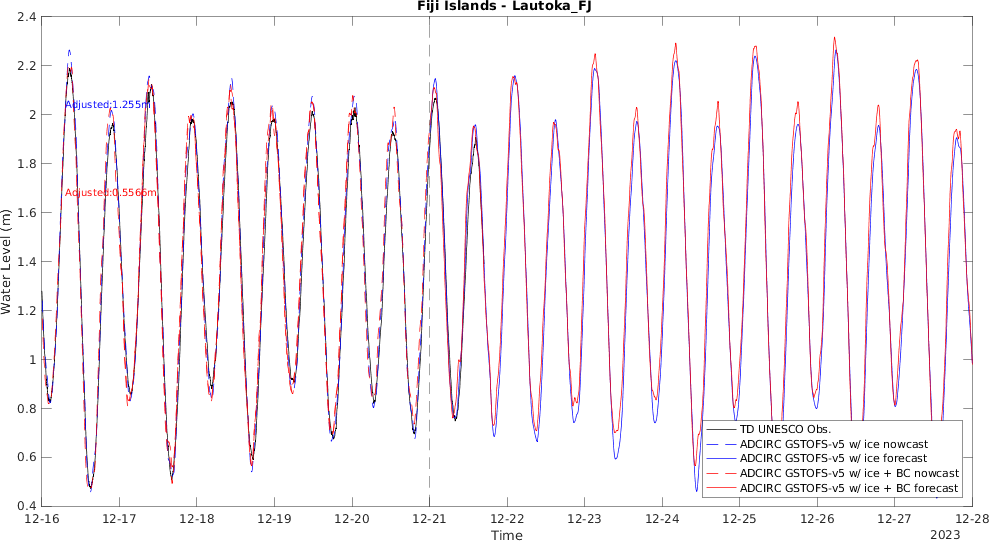 Fiji Islands - Lautoka_FJ
2.4
2.2
2
1.8
1.6
1.4
1.2
1
0.8
0.6
0.4
Water Level (m)
Adjusted:1.255m
Adjusted:0.5566m
TD UNESCO Obs.
ADCIRC GSTOFS-v5 w/ ice nowcast
ADCIRC GSTOFS-v5 w/ ice forecast
ADCIRC GSTOFS-v5 w/ ice + BC nowcast
ADCIRC GSTOFS-v5 w/ ice + BC forecast
12-16 12-17 12-18 12-19 12-20 12-21 12-22 12-23 12-24 12-25 12-26 12-27 12-28
Time
2023